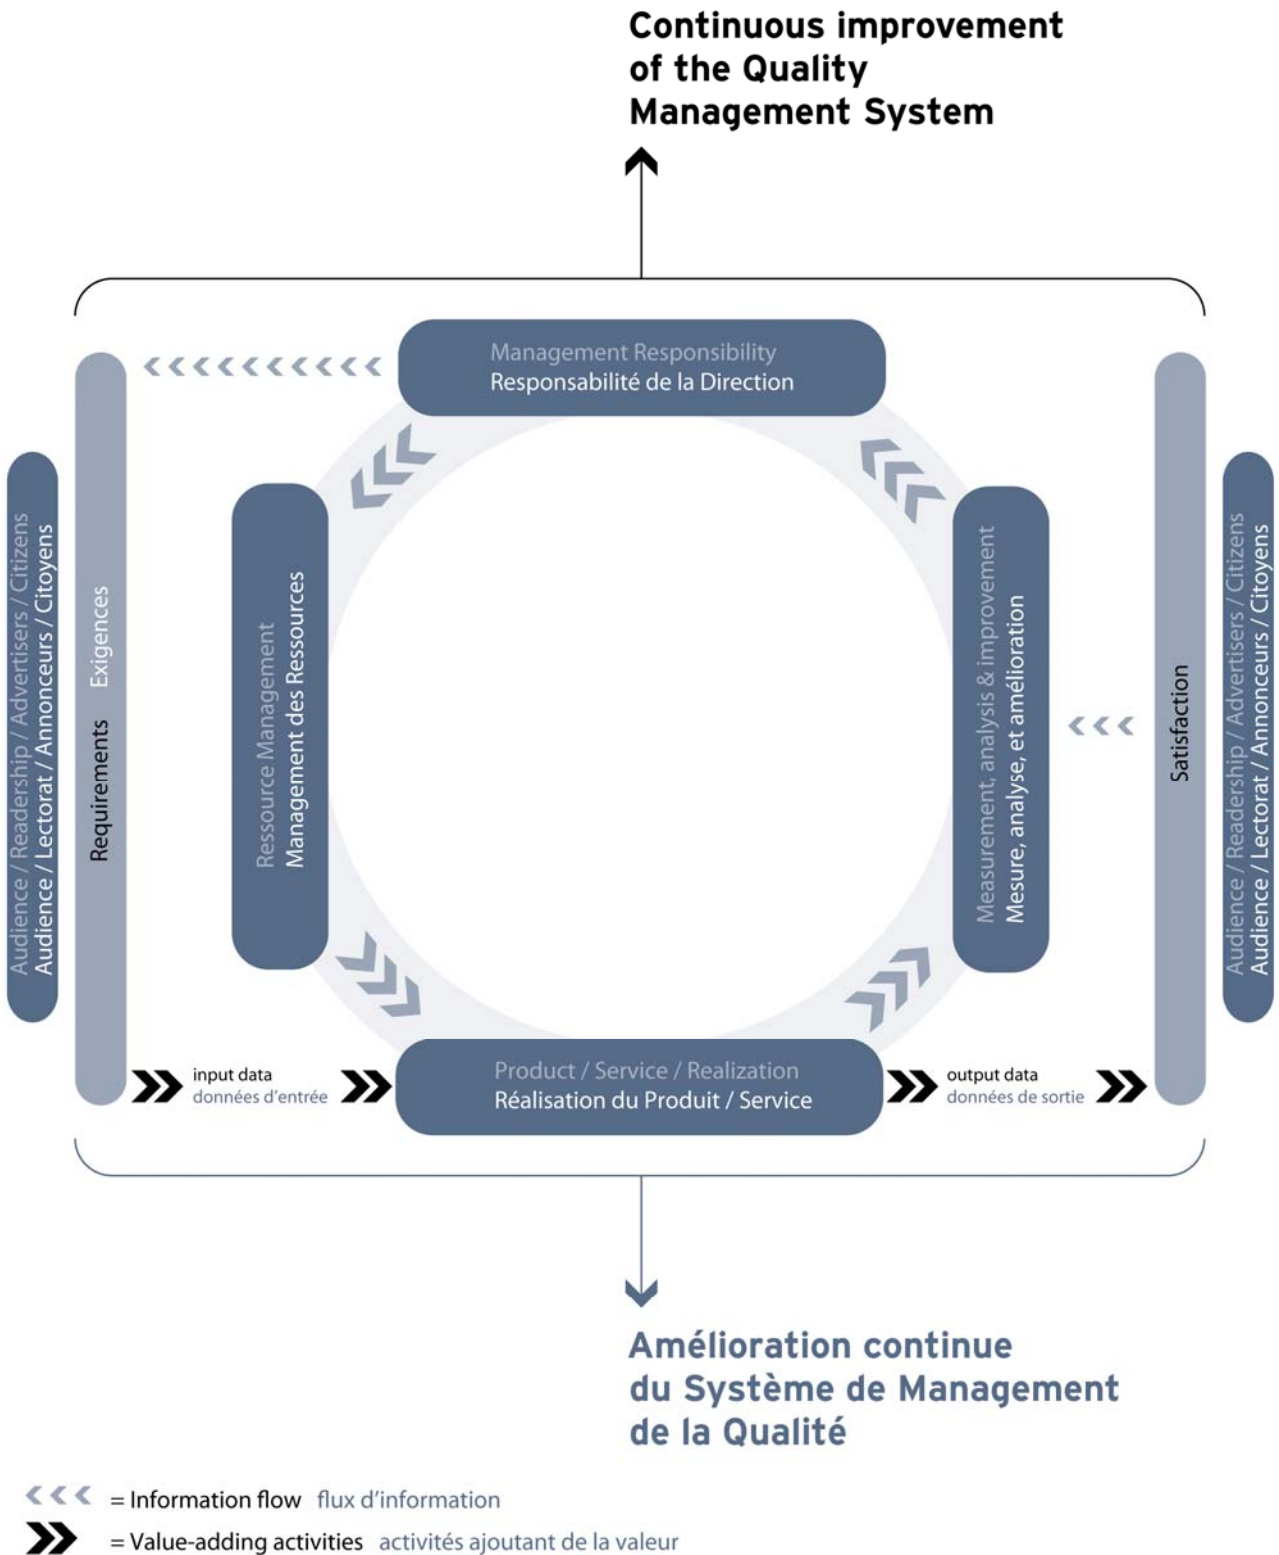 Continuous improvement
of the Quality
Management System
Management Responsibility
Responsabilité de la Direction
Audience / Readership / Advertisers / Citizens
Audience / Lectorat / Annonceurs / Citoyens
Requirements Exigences
Ressource Management
Management des Ressources
Measurement, analysis & improvement
Mesure, analyse, et amélioration
Satisfaction
Audience / Readership / Advertisers / Citizens
Audience / Lectorat / Annonceurs / Citoyens
input data
données d'entrée
Product / Service / Realization
Réalisation du Produit / Service
output data
données de sortie
Amélioration continue
du Système de Management
de la Qualité
= Information flow flux d'information
= Value-adding activities activités ajoutant de la valeur